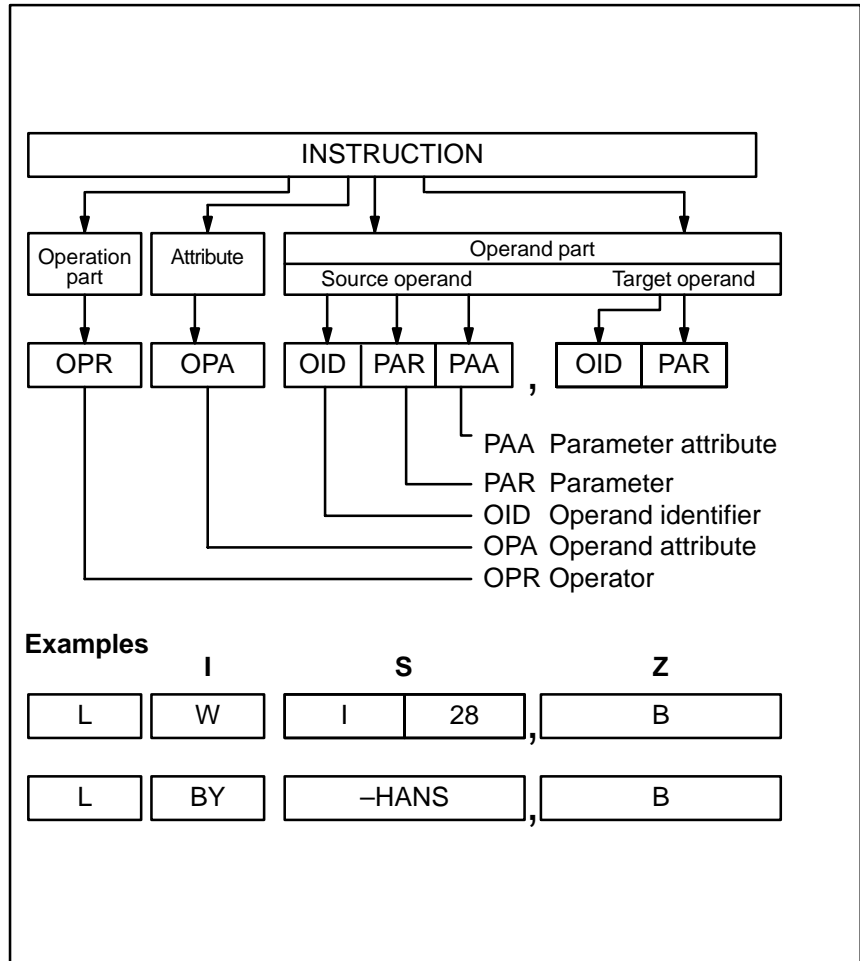 INSTRUCTION
Operation part
Attribute
Operand part
Source operand Target operand
OPR OPA OID PAR PAA , OID PAR
PAA Parameter attribute
PAR Parameter
OID Operand identifier
OPA Operand attribute
OPR Operator
Examples
I S Z
L W I 28 , B
L BY –HANS , B